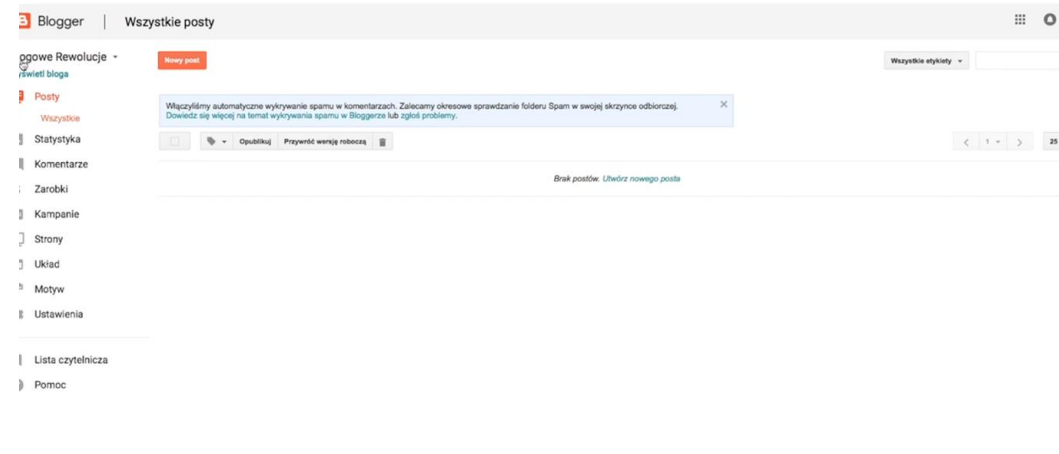 Blogger
Wszystkie posty
ogowe Rewolucje
świetl bloga
Nowy post
Wszystkie etykiety
Posty
Wszystkie
Włączyliśmy automatyczne wykrywanie spamu w komentarzach. Zalecamy okresowe sprawdzanie folderu Spam w swojej skrzynce odbiorczej.
Dowiedz się więcej na temat wykrywania spamu w Bloggerze lub zgłoś problemy.
Statystyka
Opublikuj
Przywróć wersję roboczą
1
25
Komentarze
Brak postów. Utwórz nowego posta
Zarobki
Kampanie
Strony
Układ
Motyw
Ustawienia
Lista czytelnicza
Pomoc